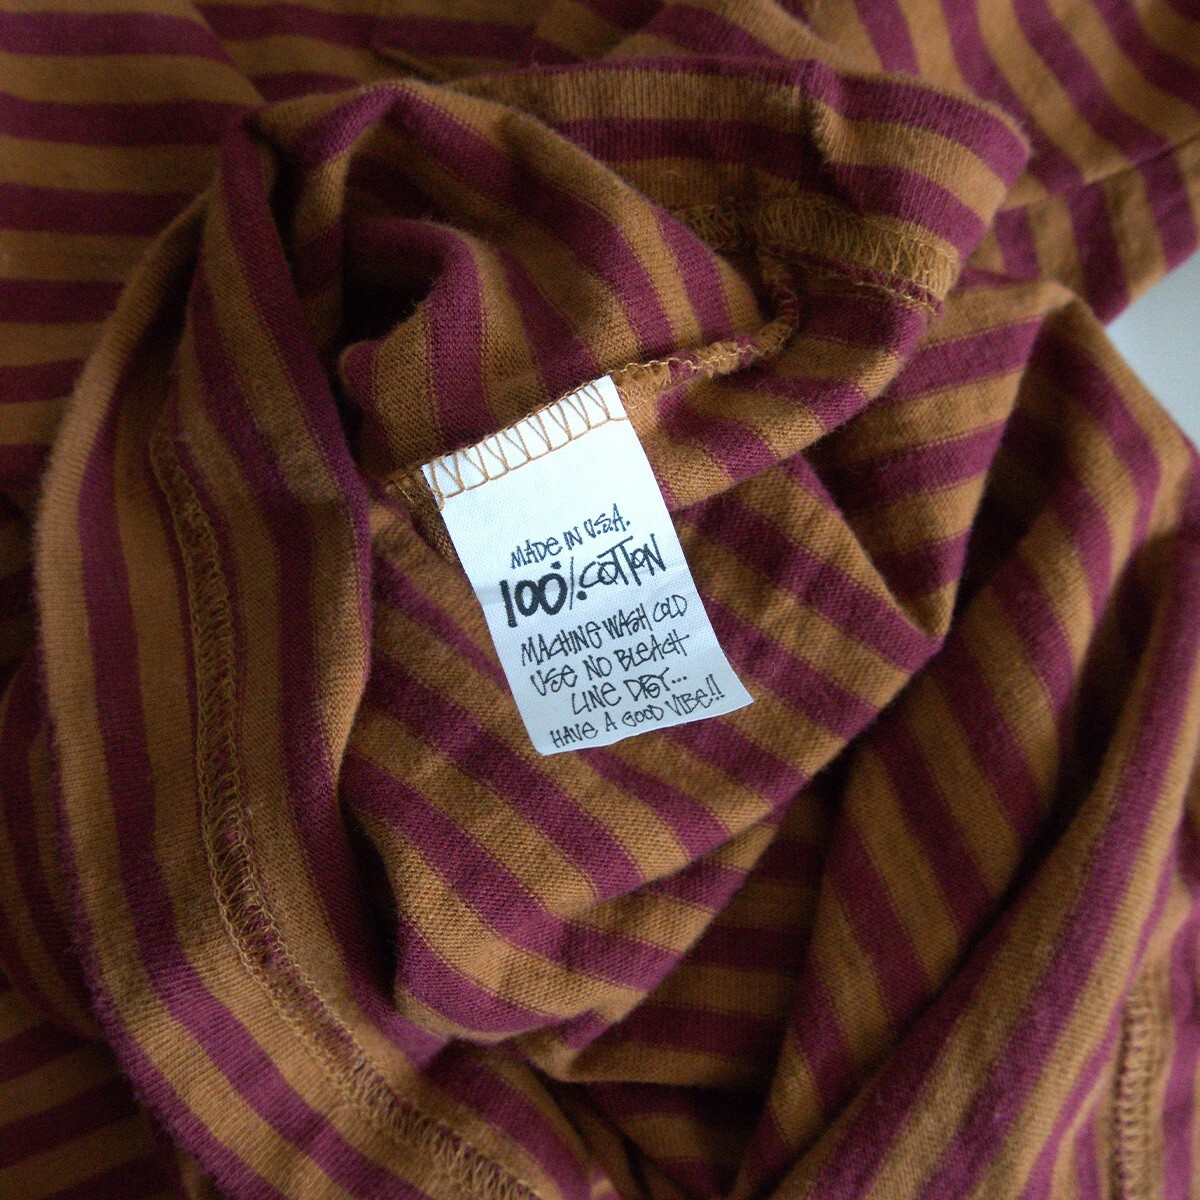 MADE IN U.S.A.
100% COTTON
MACHINE WASH COLD
USE NO BLEACH
LINE DRY...
HAVE A GOOD VIBE!!